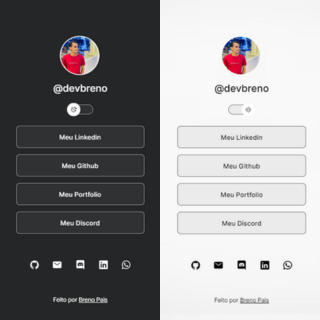 @devbreno
Meu Linkedin
Meu Github
Meu Portfolio
Meu Discord
Feito por Breno Pais
@devbreno
Meu Linkedin
Meu Github
Meu Portfolio
Meu Discord
Feito por Breno Pais